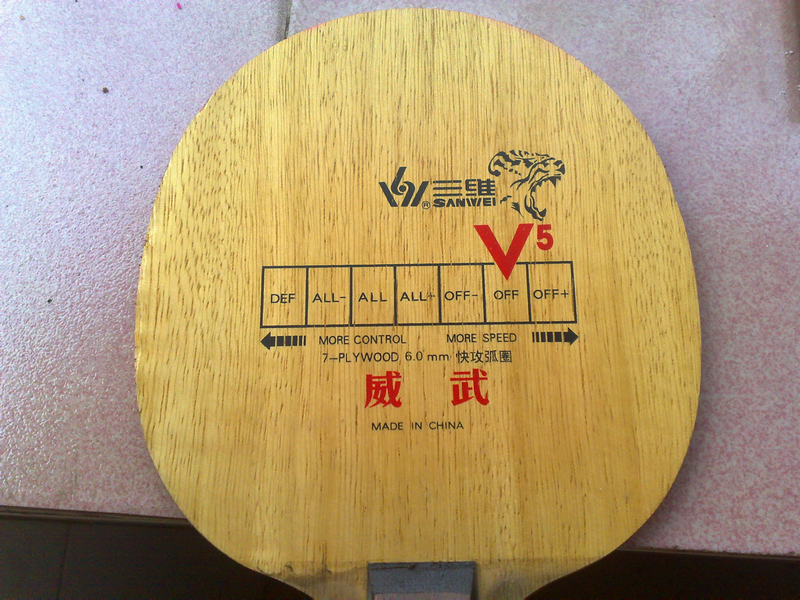 三维
® SANWEI
V5
DEF ALL- ALL ALL+ OFF- OFF OFF+
MORE CONTROL MORE SPEED
7-PLYWOOD 6.0 mm 快攻弧圈
威 武
MADE IN CHINA